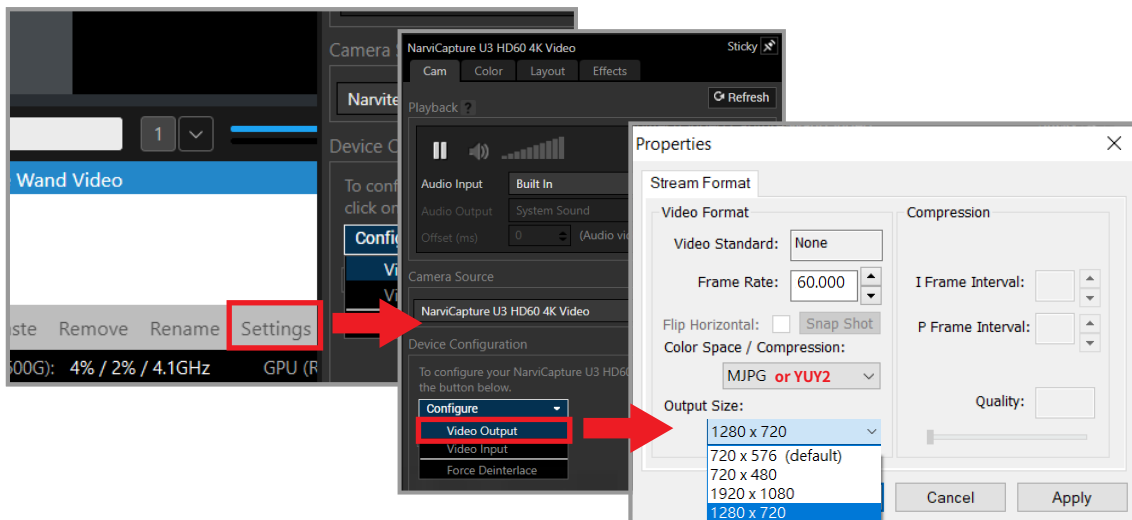 Camera S
Narvite
1
Device C
Wand Video
To conf
click on
Config
Vi
Vi
ste Remove Rename Settings
500G): 4% / 2% / 4.1GHz GPU (R
NarviCapture U3 HD60 4K Video Sticky
Cam Color Layout Effects
Refresh
Playback ?
Audio Input Built In
Audio Output System Sound
Offset (ms) 0 (Audio vid
Camera Source
NarviCapture U3 HD60 4K Video
Device Configuration
To configure your NarviCapture U3 HD60
the button below.
Configure
Video Output
Video Input
Force Deinterlace
Properties
Stream Format
Video Format
Video Standard: None
Frame Rate: 60.000
Flip Horizontal: Snap Shot
Color Space / Compression:
MJPG or YUY2
Output Size:
1280 x 720
720 x 576 (default)
720 x 480
1920 x 1080
1280 x 720
Compression
I Frame Interval:
P Frame Interval:
Quality:
Cancel Apply